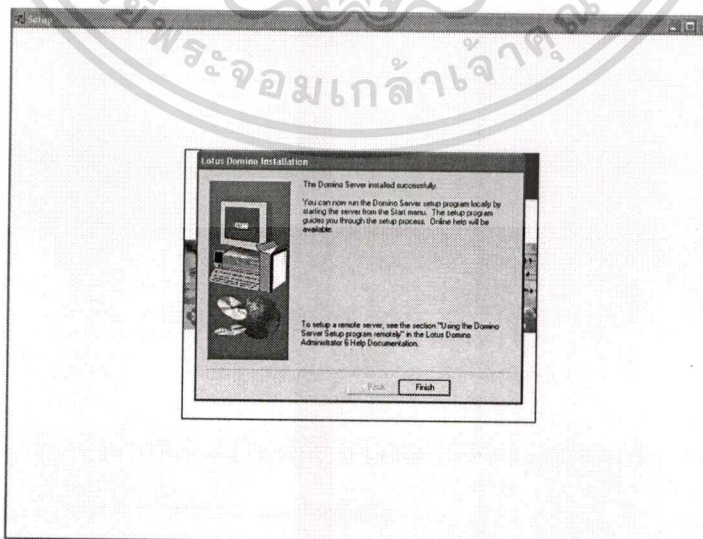 Setup
พระจอมเกล้าเจ้าคุณ
Lotus Domino Installation
The Domino Server installed successfully.
You can now run the Domino Server setup program locally by
starting the server from the Start menu. The setup program
guides you through the setup process. Online help will be
available.
To setup a remote server, see the section "Using the Domino
Server Setup program remotely" in the Lotus Domino
Administrator 6 Help Documentation.
Back
Finish